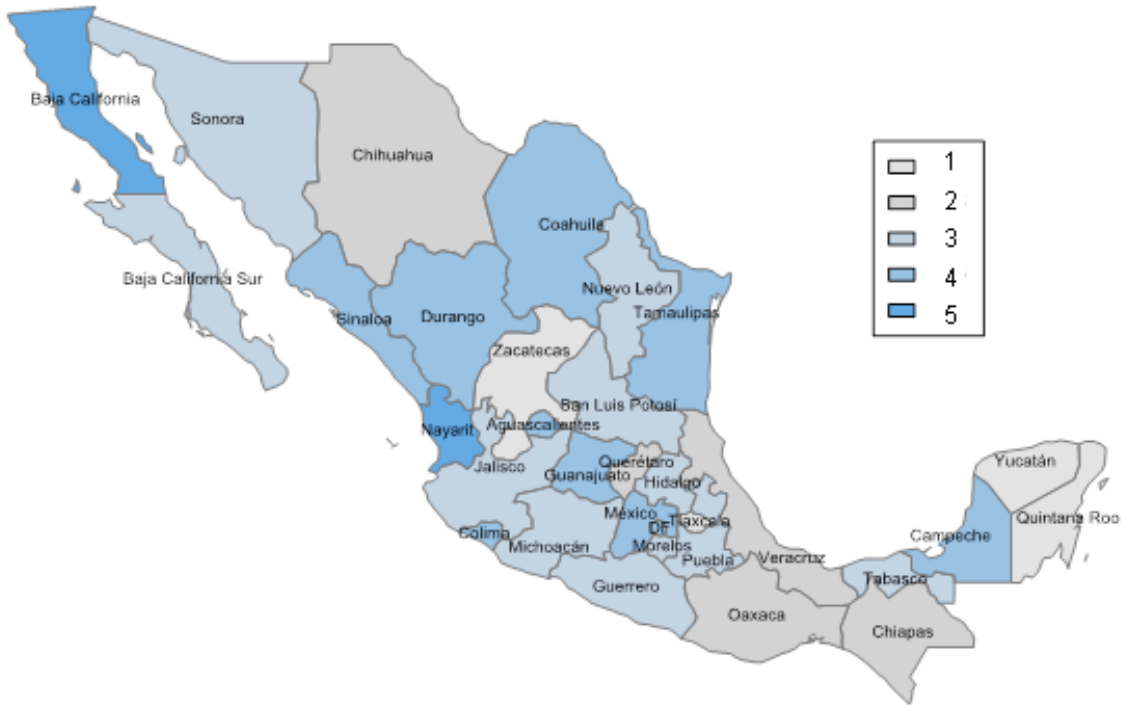 Baja California
Sonora
Chihuahua
1
2
3
4
5
Coahuila
Baja California Sur
Nuevo León
Sinaloa
Durango
Tamaulipas
Zacatecas
San Luis Potosí
Nayarit
Aguascalientes
Jalisco
Guanajuato
Querétaro
Hidalgo
Yucatán
México
DF
Tlaxcala
Quintana Roo
Colima
Michoacán
Morelos
Puebla
Veracruz
Campeche
Tabasco
Guerrero
Oaxaca
Chiapas